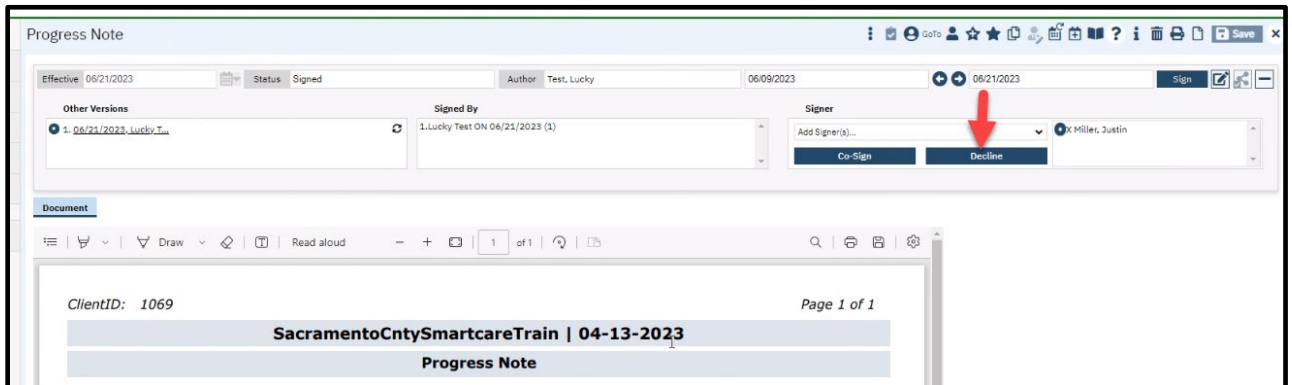 Progress Note
GoTo
Save
Effective 06/21/2023 Status Signed Author Test, Lucky 06/09/2023 06/21/2023 Sign
Other Versions Signed By Signer
1. 06/21/2023, Lucky T... 1.Lucky Test ON 06/21/2023 (1) Add Signer(s)... X Miller, Justin
Co-Sign Decline
Document
Draw Read aloud 1 of 1
ClientID: 1069 Page 1 of 1
SacramentoCntySmartcareTrain | 04-13-2023
Progress Note